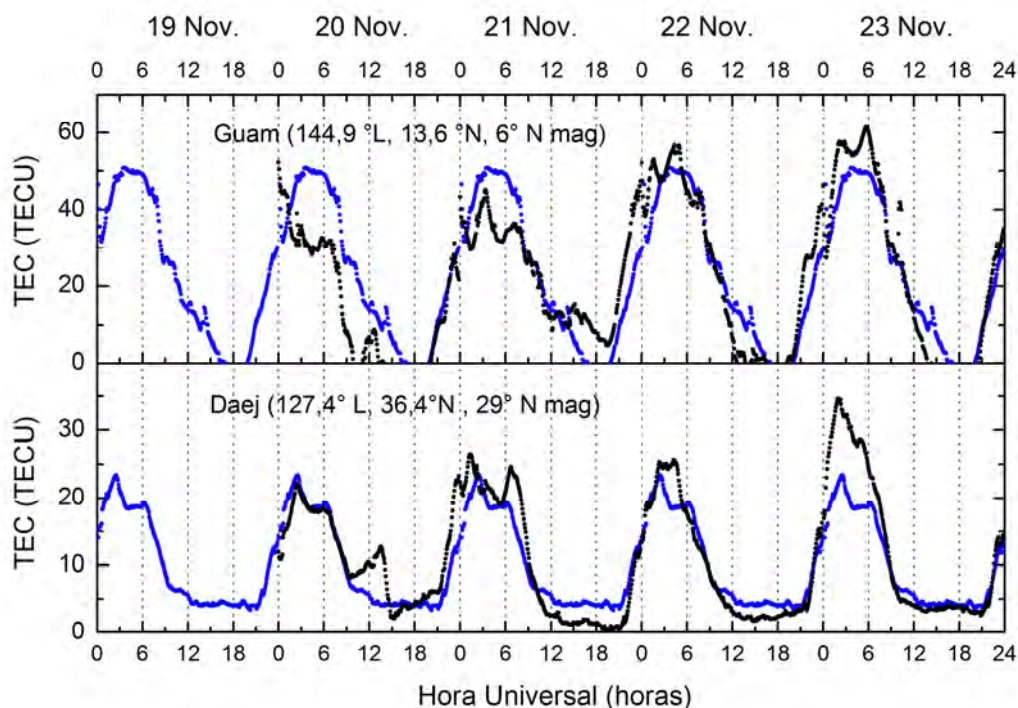 19 Nov. 20 Nov. 21 Nov. 22 Nov. 23 Nov.
0 6 12 18 0 6 12 18 0 6 12 18 0 6 12 18 0 6 12 18 24
Guam (144,9 °L, 13,6 °N, 6° N mag)
TEC (TECU)
60
40
20
0
Daej (127,4° L, 36,4°N , 29° N mag)
TEC (TECU)
30
20
10
0
0 6 12 18 0 6 12 18 0 6 12 18 0 6 12 18 0 6 12 18 24
Hora Universal (horas)